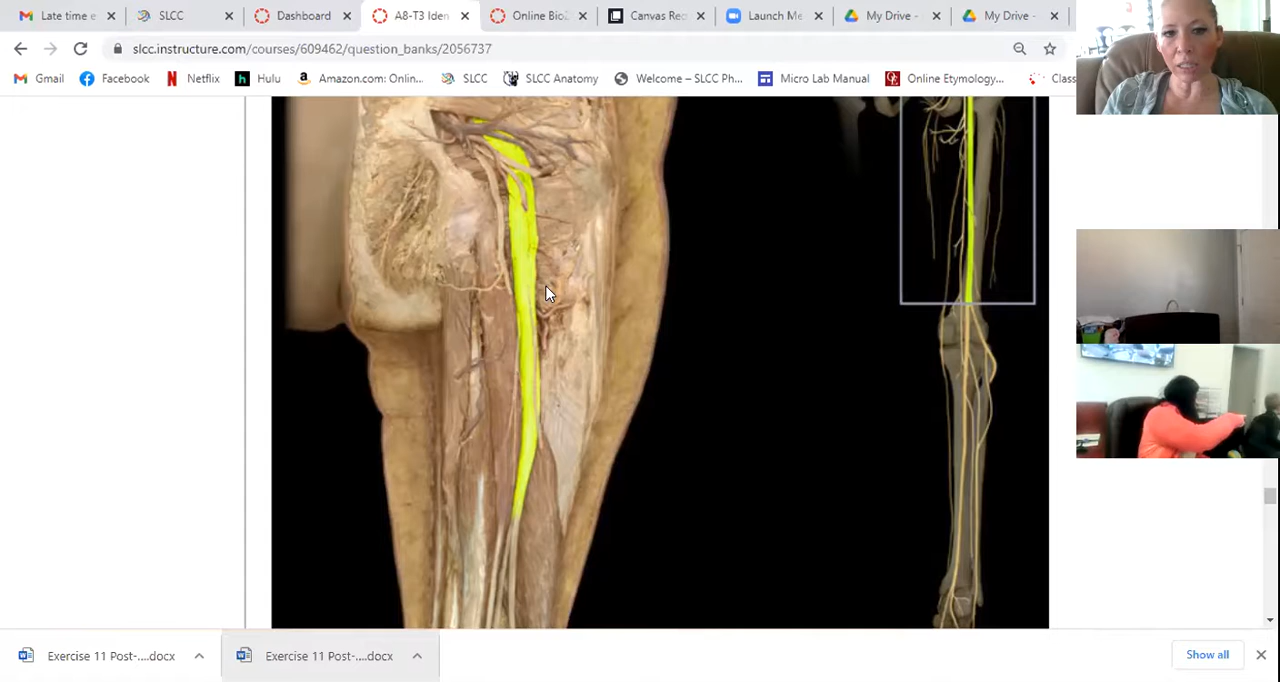 Late time e
SLCC
Dashboard
A8-T3 Iden
Online Bio
Canvas Rec
Launch Me
My Drive -
My Drive -
slcc.instructure.com/courses/609462/question_banks/2056737
Gmail
Facebook
Netflix
Hulu
Amazon.com: Onlin...
SLCC
SLCC Anatomy
Welcome – SLCC Ph...
Micro Lab Manual
Online Etymology...
Class
Exercise 11 Post-....docx
Exercise 11 Post-....docx
Show all